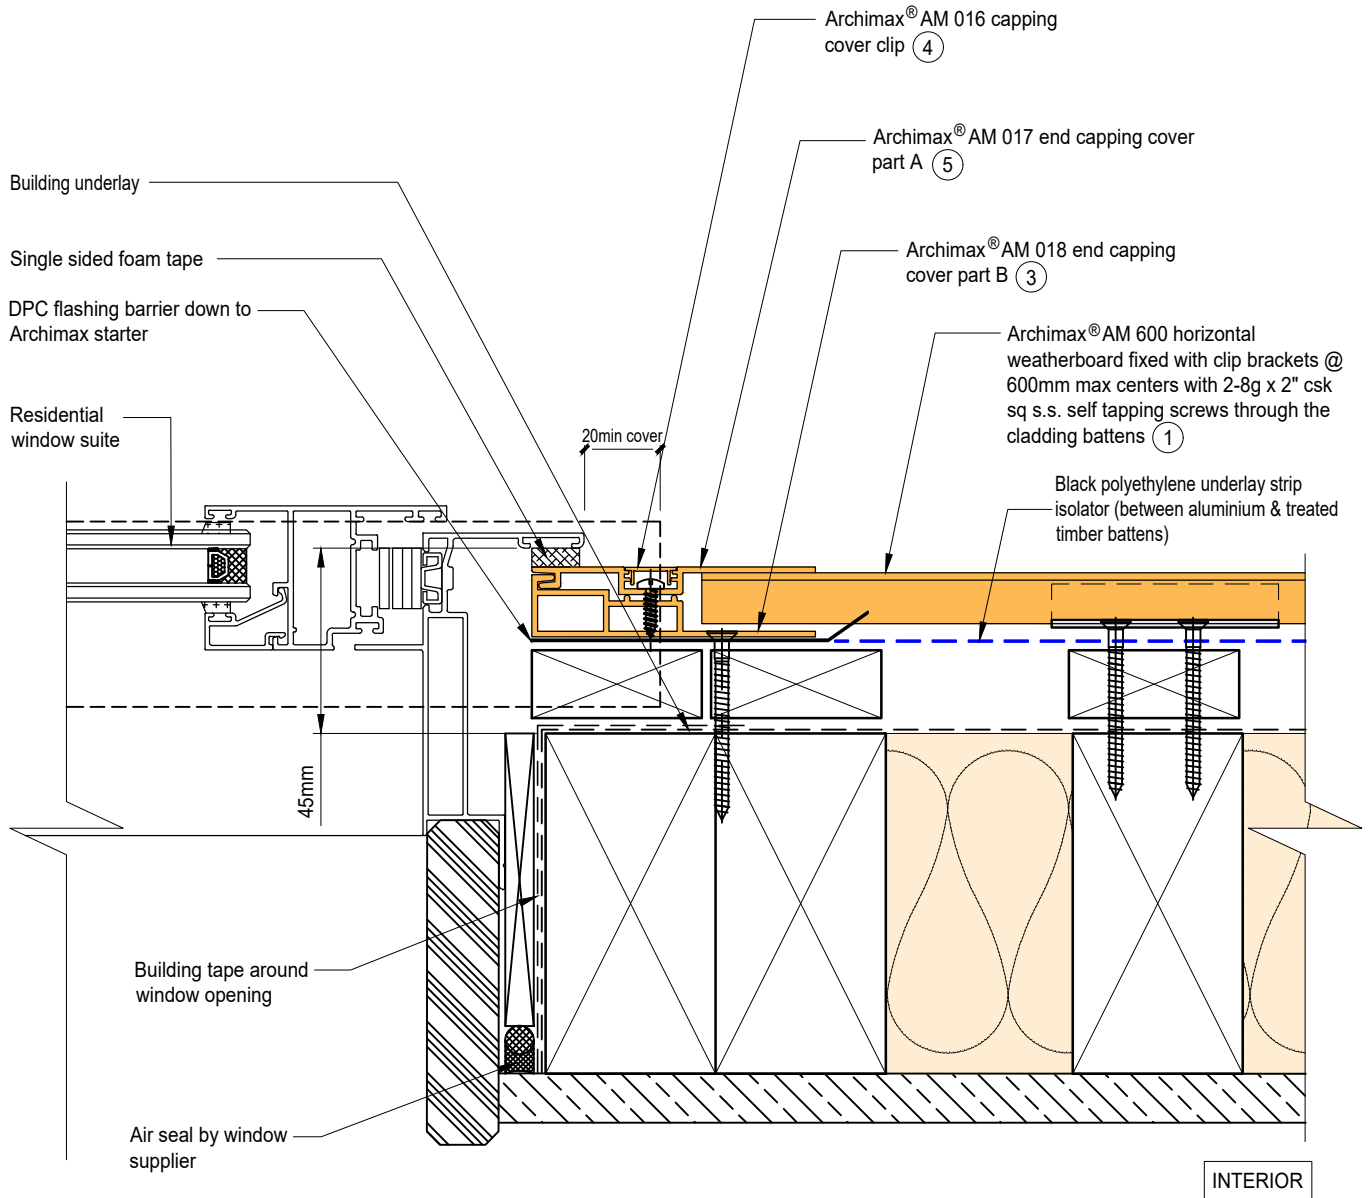 Archimax® AM 016 capping
cover clip 4
Archimax® AM 017 end capping cover
part A 5
Building underlay
Single sided foam tape
Archimax® AM 018 end capping
cover part B 3
DPC flashing barrier down to
Archimax starter
Archimax® AM 600 horizontal
weatherboard fixed with clip brackets @
600mm max centers with 2-8g x 2" csk
sq s.s. self tapping screws through the
cladding battens 1
Residential
window suite
20min cover
Black polyethylene underlay strip
isolator (between aluminium & treated
timber battens)
45mm
Building tape around
window opening
Air seal by window
supplier
INTERIOR